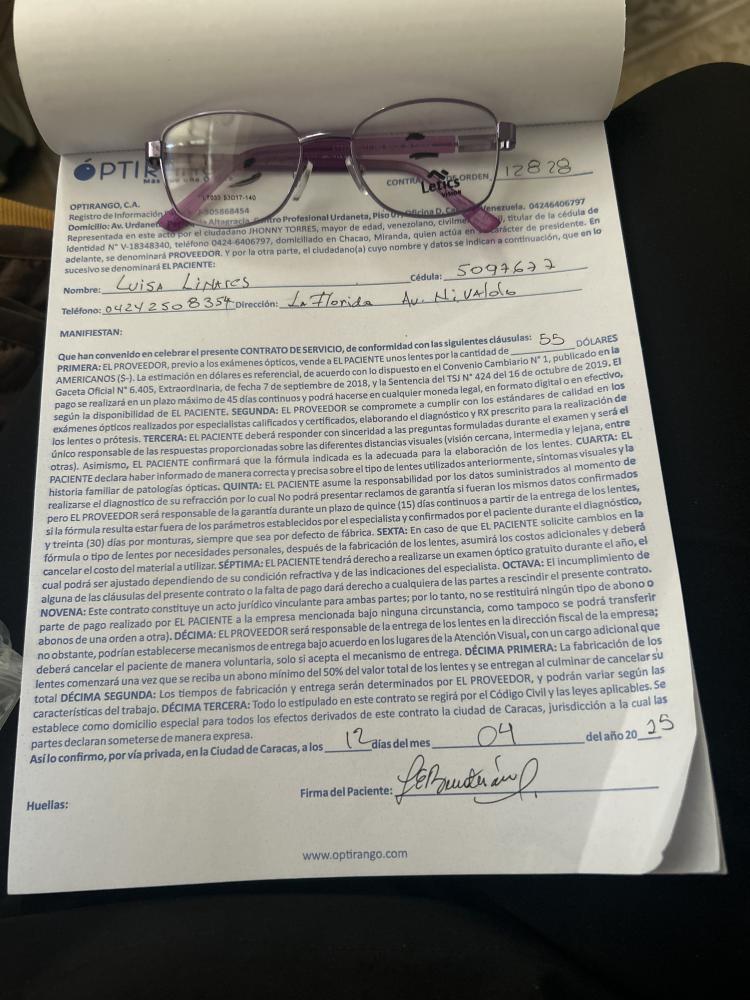 ÓPTIR
CONTRA DE ORDEN 12828
Letics
VISION
LT033 53017-140
OPTIRANGO, C.A.
Registro de Información
Domicilio: Av. Urdaneta Altagracia, Centro Profesional Urdaneta, Piso Oficina D, Venezuela. 04246406797
Representada en este acto por el ciudadano JHONNY TORRES, mayor de edad, venezolano, civilmente titular de la cédula de
identidad N° V-18348340, teléfono 0424-6406797, domiciliado en Chacao, Miranda, quien actúa en carácter de presidente. En
adelante, se denominará PROVEEDOR. Y por la otra parte, el ciudadano(a) cuyo nombre y datos se indican a continuación, que en lo
sucesivo se denominará EL PACIENTE:
Nombre: LUISA LINARES Cédula: 5097677
Teléfono: 04242508354 Dirección: La Florida Av. Nivaldo
MANIFIESTAN:
Que han convenido en celebrar el presente CONTRATO DE SERVICIO, de conformidad con las siguientes cláusulas:
PRIMERA: EL PROVEEDOR, previo a los exámenes ópticos, vende a EL PACIENTE unos lentes por la cantidad de 55 DÓLARES
AMERICANOS ($-). La estimación en dólares es referencial, de acuerdo con lo dispuesto en el Convenio Cambiario N° 1, publicado en la
Gaceta Oficial N° 6.405, Extraordinaria, de fecha 7 de septiembre de 2018, y la Sentencia del TSJ N° 424 del 16 de octubre de 2019. El
pago se realizará en un plazo máximo de 45 días continuos y podrá hacerse en cualquier moneda legal, en formato digital o en efectivo,
según la disponibilidad de EL PACIENTE. SEGUNDA: EL PROVEEDOR se compromete a cumplir con los estándares de calidad en los
exámenes ópticos realizados por especialistas calificados y certificados, elaborando el diagnóstico y RX prescrito para la realización de
los lentes o prótesis. TERCERA: EL PACIENTE deberá responder con sinceridad a las preguntas formuladas durante el examen y será el
único responsable de las respuestas proporcionadas sobre las diferentes distancias visuales (visión cercana, intermedia y lejana, entre
otras). Asimismo, EL PACIENTE confirmará que la fórmula indicada es la adecuada para la elaboración de los lentes. CUARTA: EL
PACIENTE declara haber informado de manera correcta y precisa sobre el tipo de lentes utilizados anteriormente, síntomas visuales y la
historia familiar de patologías ópticas. QUINTA: EL PACIENTE asume la responsabilidad por los datos suministrados al momento de
realizarse el diagnostico de su refracción por lo cual No podrá presentar reclamos de garantía si fueran los mismos datos confirmados
pero EL PROVEEDOR será responsable de la garantía durante un plazo de quince (15) días continuos a partir de la entrega de los lentes,
si la fórmula resulta estar fuera de los parámetros establecidos por el especialista y confirmados por el paciente durante el diagnóstico,
y treinta (30) días por monturas, siempre que sea por defecto de fábrica. SEXTA: En caso de que EL PACIENTE solicite cambios en la
fórmula o tipo de lentes por necesidades personales, después de la fabricación de los lentes, asumirá los costos adicionales y deberá
cancelar el costo del material a utilizar. SÉPTIMA: EL PACIENTE tendrá derecho a realizarse un examen óptico gratuito durante el año, el
cual podrá ser ajustado dependiendo de su condición refractiva y de las indicaciones del especialista. OCTAVA: El incumplimiento de
alguna de las cláusulas del presente contrato o la falta de pago dará derecho a cualquiera de las partes a rescindir el presente contrato.
NOVENA: Este contrato constituye un acto jurídico vinculante para ambas partes; por lo tanto, no se restituirá ningún tipo de abono o
parte de pago realizado por EL PACIENTE a la empresa mencionada bajo ninguna circunstancia, como tampoco se podrá transferir
abonos de una orden a otra). DÉCIMA: EL PROVEEDOR será responsable de la entrega de los lentes en la dirección fiscal de la empresa;
no obstante, podrían establecerse mecanismos de entrega bajo acuerdo en los lugares de la Atención Visual, con un cargo adicional que
deberá cancelar el paciente de manera voluntaria, solo si acepta el mecanismo de entrega. DÉCIMA PRIMERA: La fabricación de los
lentes comenzará una vez que se reciba un abono mínimo del 50% del valor total de los lentes y se entregan al culminar de cancelar su
total DÉCIMA SEGUNDA: Los tiempos de fabricación y entrega serán determinados por EL PROVEEDOR, y podrán variar según las
características del trabajo. DÉCIMA TERCERA: Todo lo estipulado en este contrato se regirá por el Código Civil y las leyes aplicables. Se
establece como domicilio especial para todos los efectos derivados de este contrato la ciudad de Caracas, jurisdicción a la cual las
partes declaran someterse de manera expresa.
Así lo confirmo, por vía privada, en la Ciudad de Caracas, a los 12 días del mes 04 del año 20 25
Firma del Paciente:
Huellas:
www.optirango.com